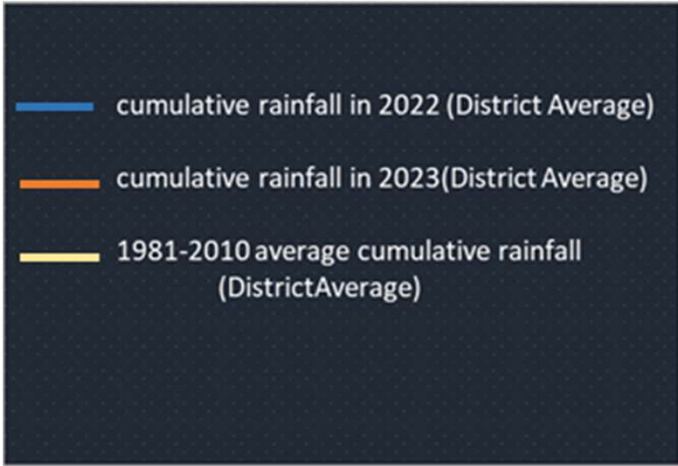 cumulative rainfall in 2022 (District Average)
cumulative rainfall in 2023(District Average)
1981-2010 average cumulative rainfall
(DistrictAverage)